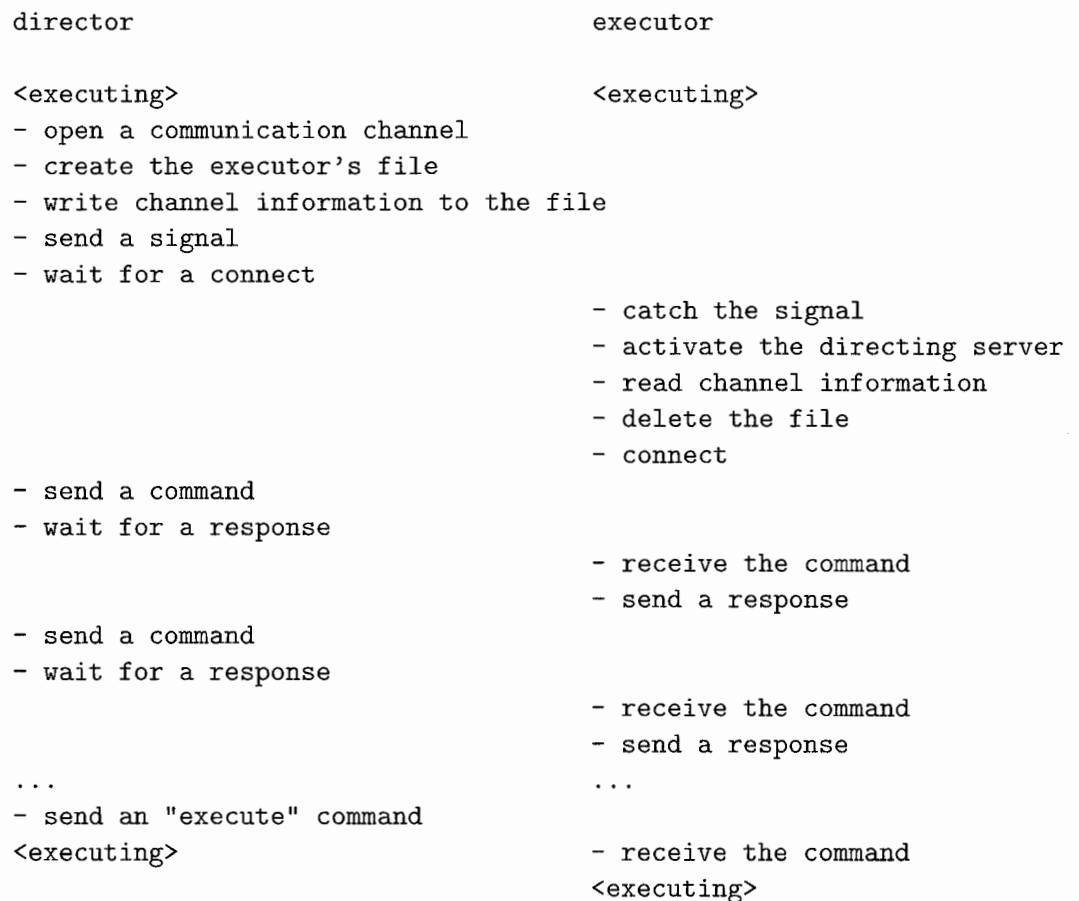 director executor
<executing> <executing>
- open a communication channel
- create the executor's file
- write channel information to the file
- send a signal
- wait for a connect
- catch the signal
- activate the directing server
- read channel information
- delete the file
- connect
- send a command
- wait for a response
- receive the command
- send a response
- send a command
- wait for a response
- receive the command
- send a response
... ...
- send an "execute" command
<executing> - receive the command
<executing>